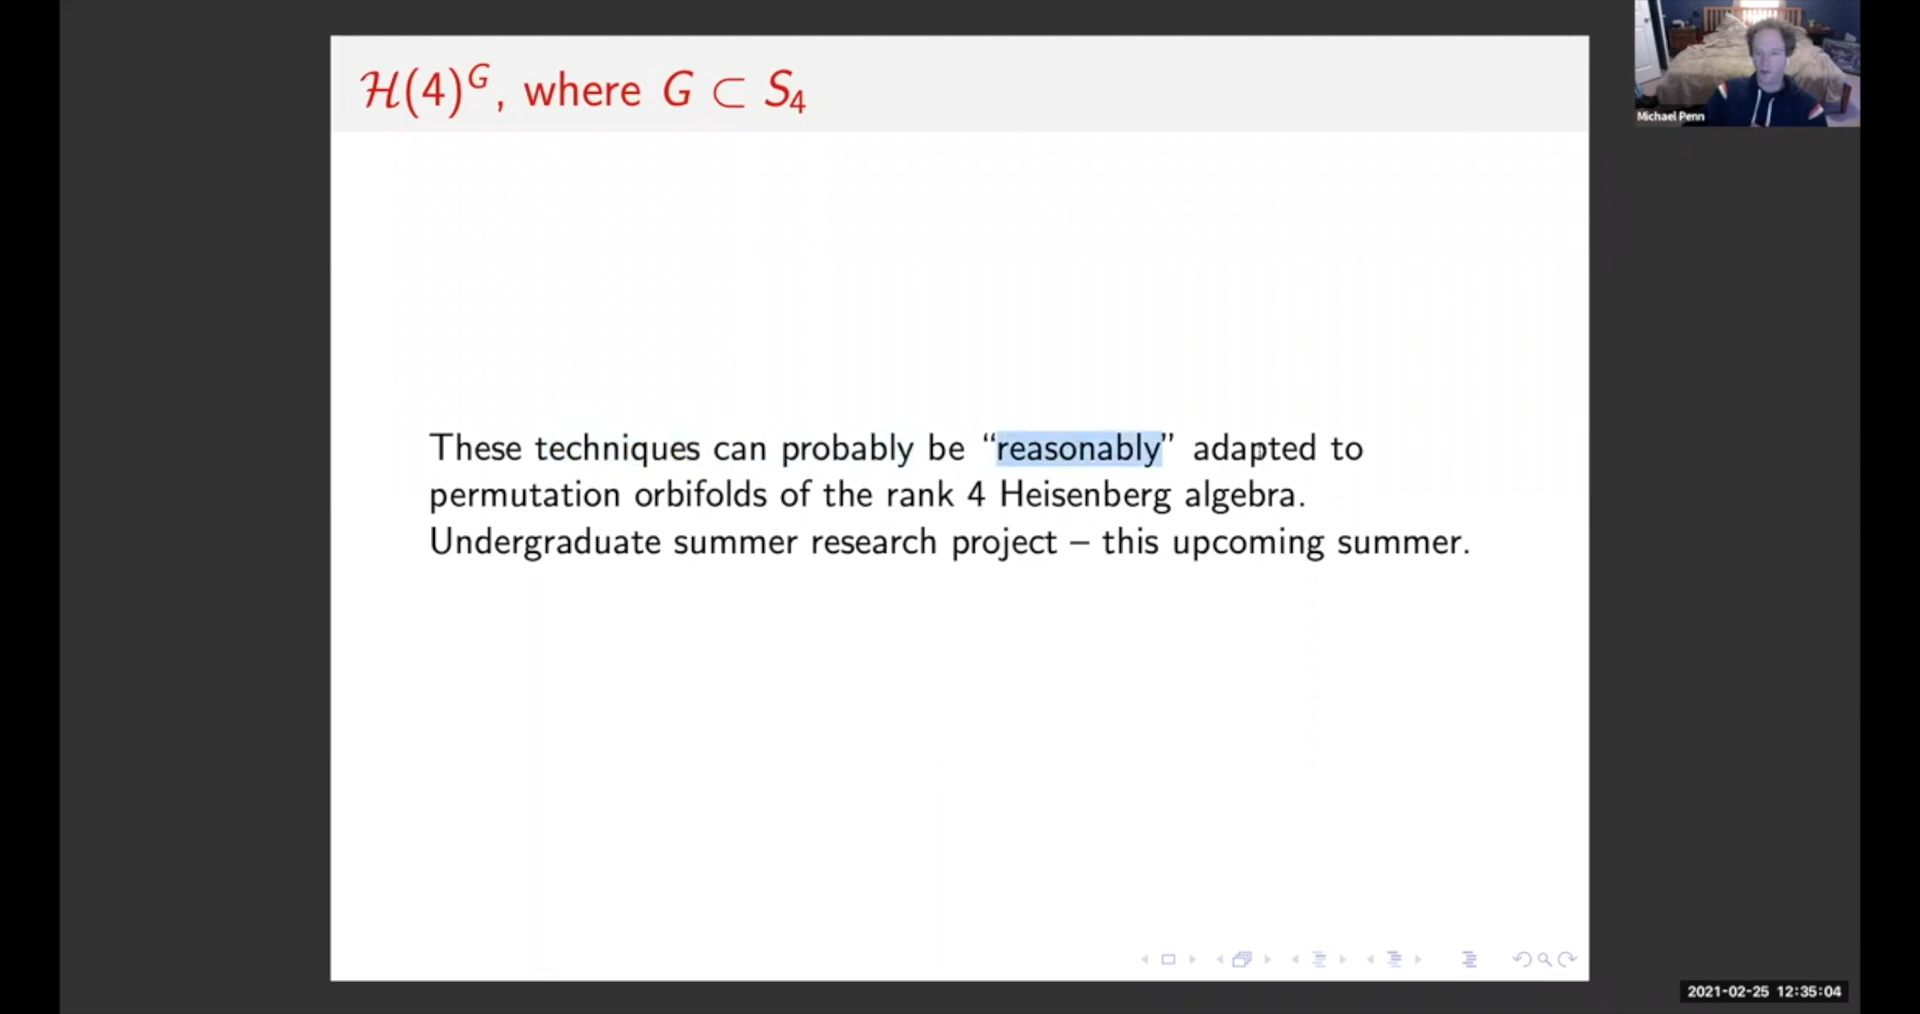 ℋ(4)^G, where G ⊂ S₄
Michael Penn
These techniques can probably be “reasonably” adapted to
permutation orbifolds of the rank 4 Heisenberg algebra.
Undergraduate summer research project – this upcoming summer.
2021-02-25 12:35:04